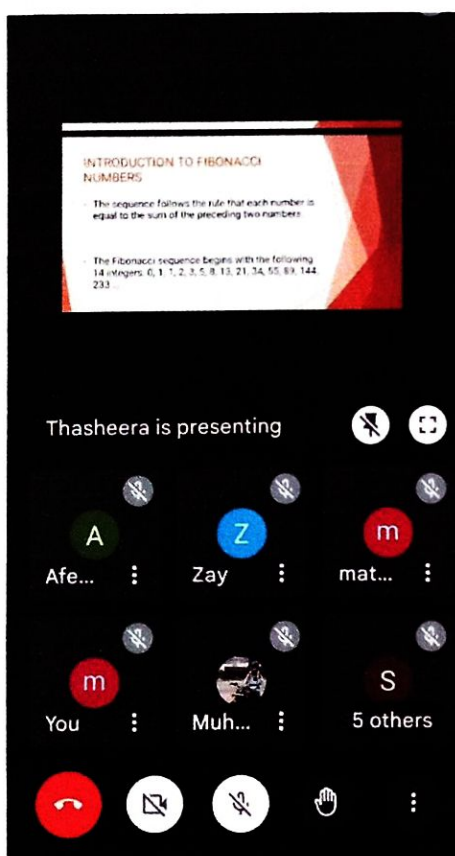 INTRODUCTION TO FIBONACCI
NUMBERS
The sequence follows the rule that each number is
equal to the sum of the preceding two numbers
The Fibonacci sequence begins with the following
14 integers: 0, 1, 1, 2, 3, 5, 8, 13, 21, 34, 55, 89, 144,
233 ...
Thasheera is presenting
A
Z
m
Afe...
Zay
mat...
m
S
You
Muh...
5 others